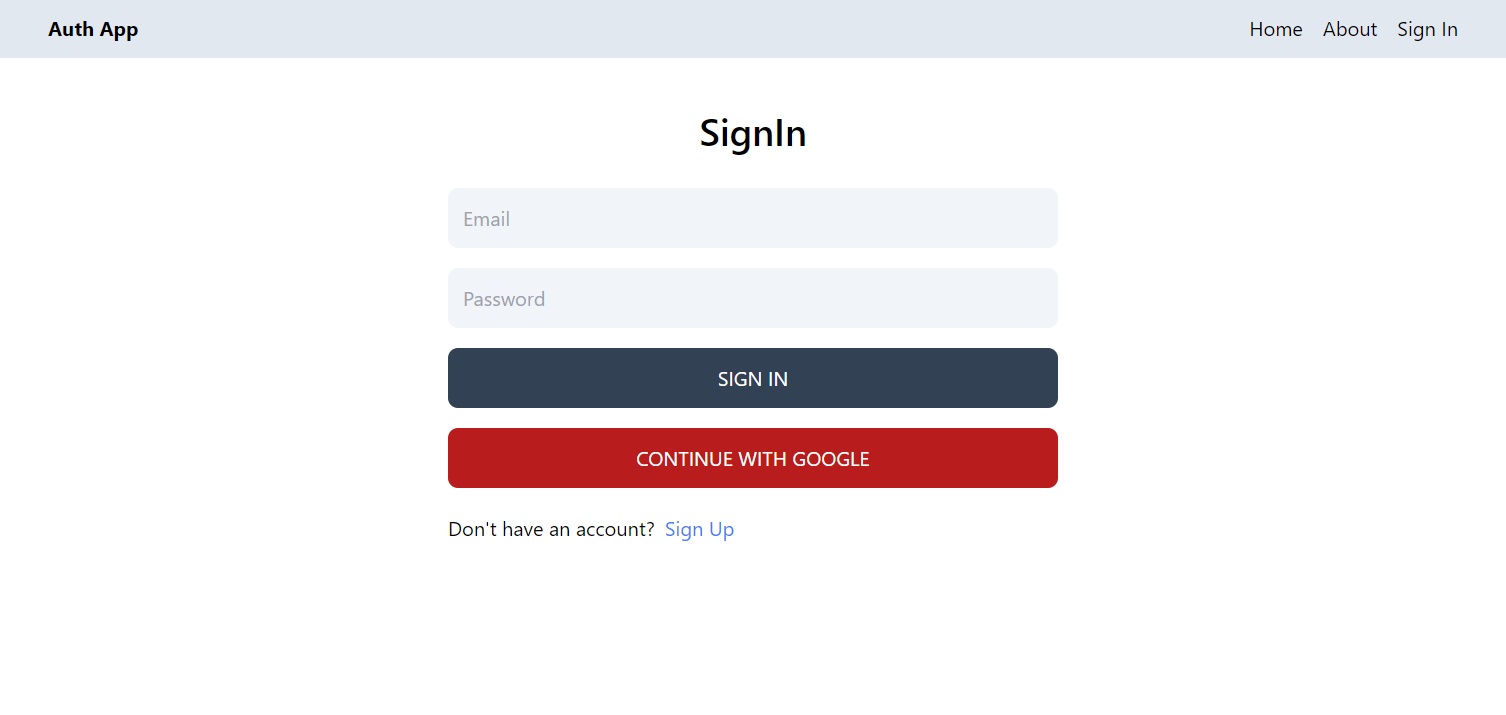 Auth App Home About Sign In
SignIn
Email
Password
SIGN IN
CONTINUE WITH GOOGLE
Don't have an account? Sign Up